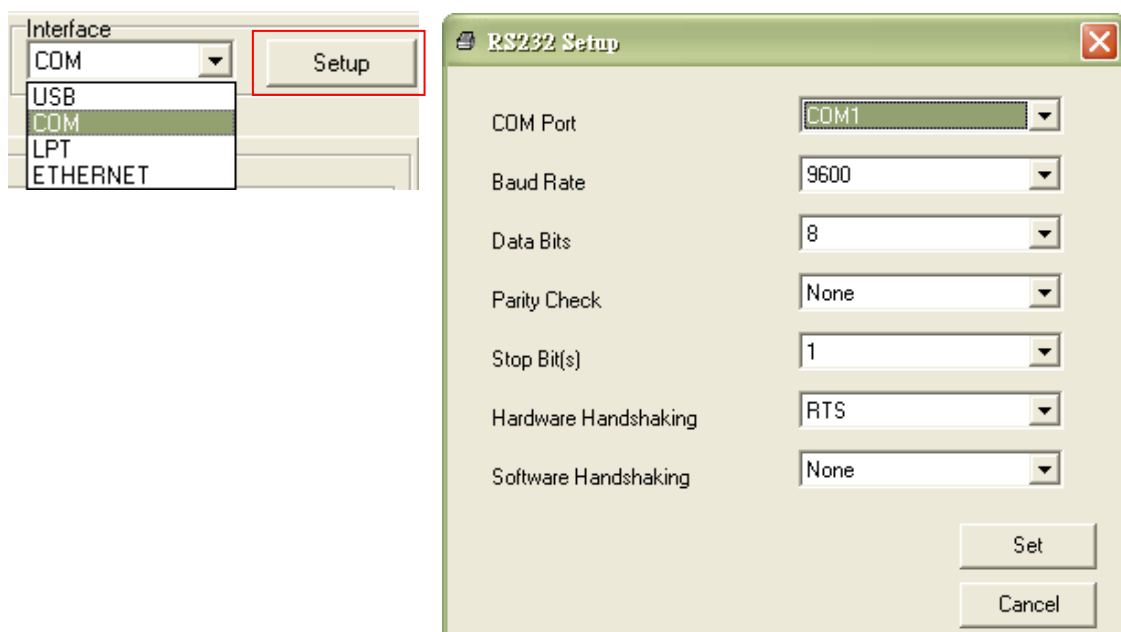 Interface
COM
Setup
USB
COM
LPT
ETHERNET
RS232 Setup
COM Port
COM1
Baud Rate
9600
Data Bits
8
Parity Check
None
Stop Bit(s)
1
Hardware Handshaking
RTS
Software Handshaking
None
Set
Cancel